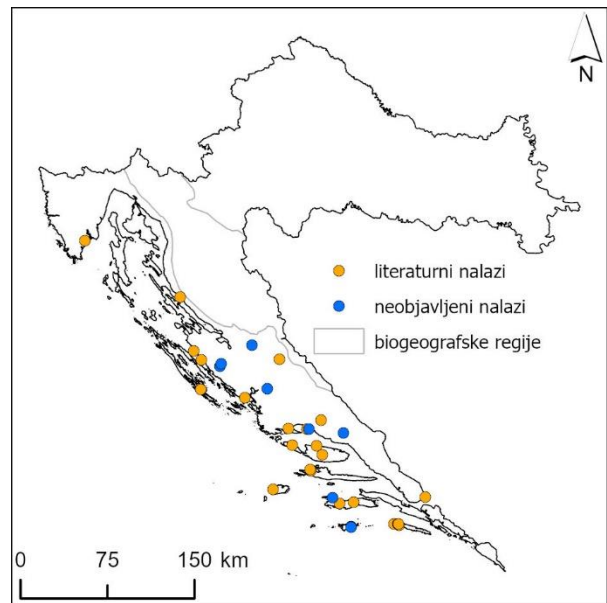 N
literaturni nalazi
neobjavljeni nalazi
biogeografske regije
0 75 150 km